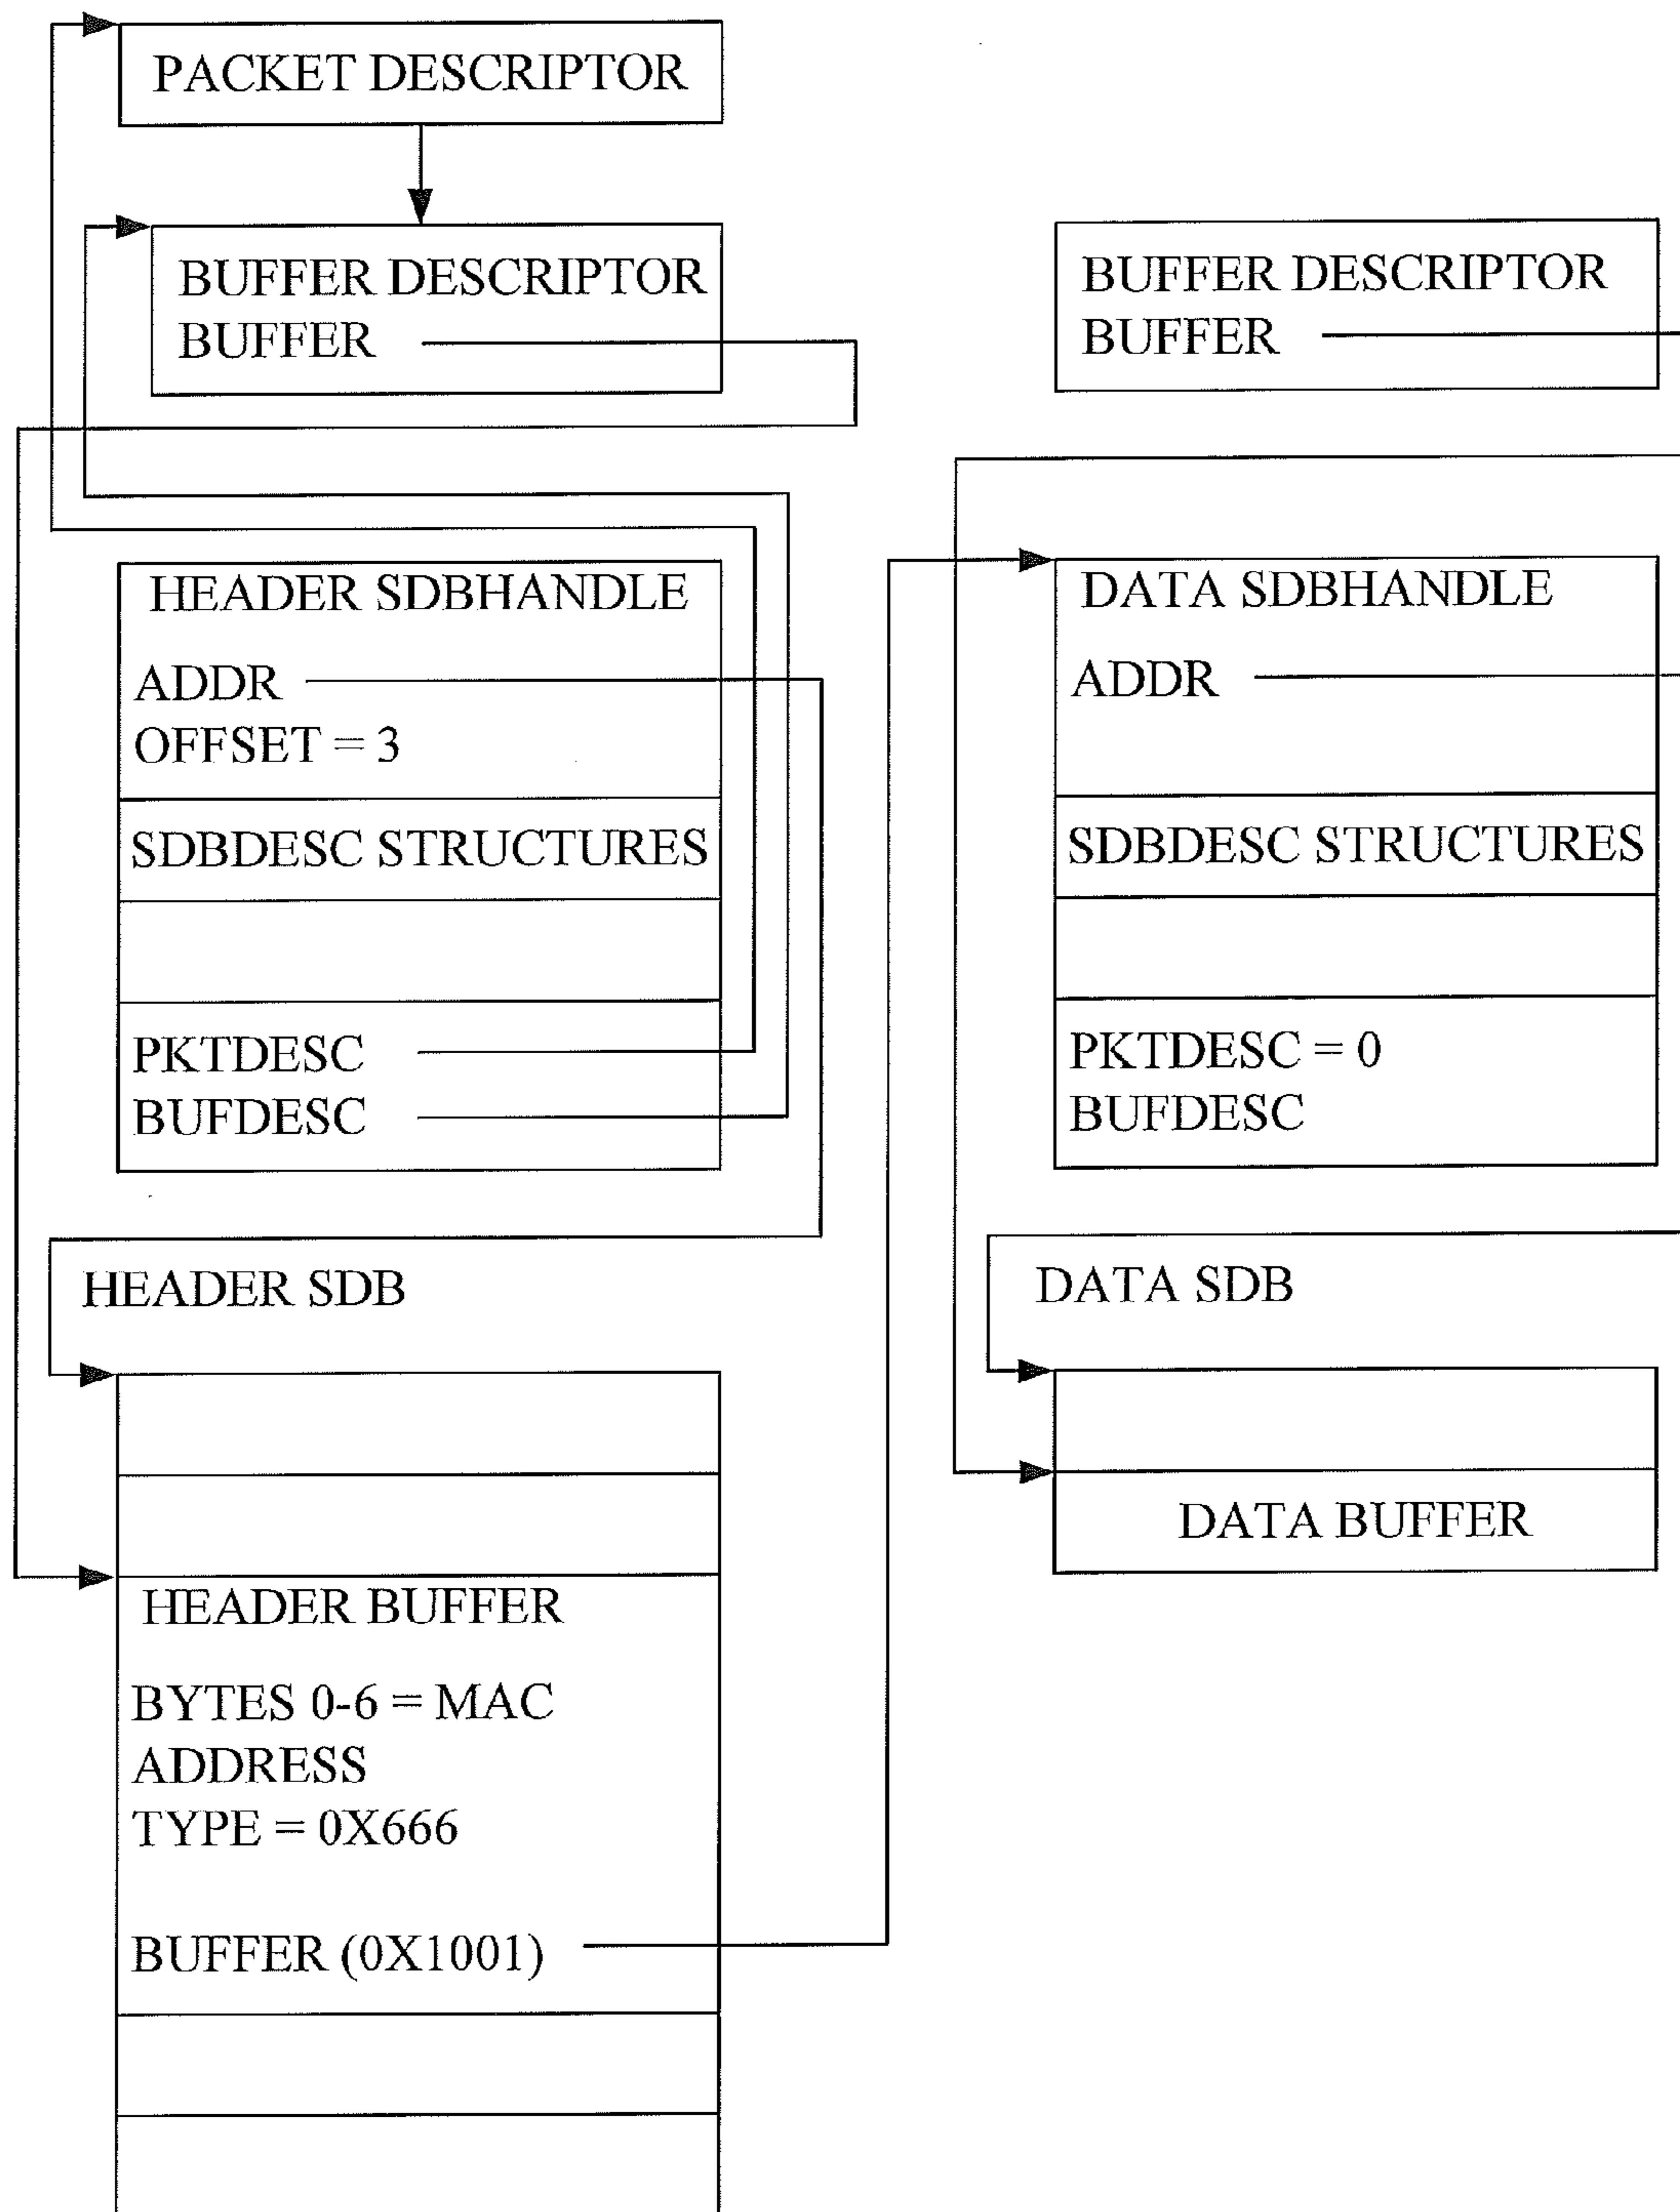 PACKET DESCRIPTOR
BUFFER DESCRIPTOR
BUFFER
BUFFER DESCRIPTOR
BUFFER
HEADER SDBHANDLE
ADDR
OFFSET = 3
SDBDESC STRUCTURES
PKTDESC
BUFDESC
DATA SDBHANDLE
ADDR
SDBDESC STRUCTURES
PKTDESC = 0
BUFDESC
HEADER SDB
HEADER BUFFER
BYTES 0-6 = MAC
ADDRESS
TYPE = 0X666
BUFFER (0X1001)
DATA SDB
DATA BUFFER